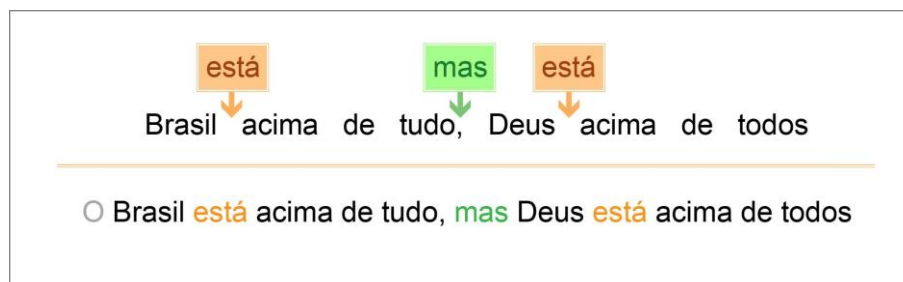 está mas está
Brasil acima de tudo, Deus acima de todos
O Brasil está acima de tudo, mas Deus está acima de todos